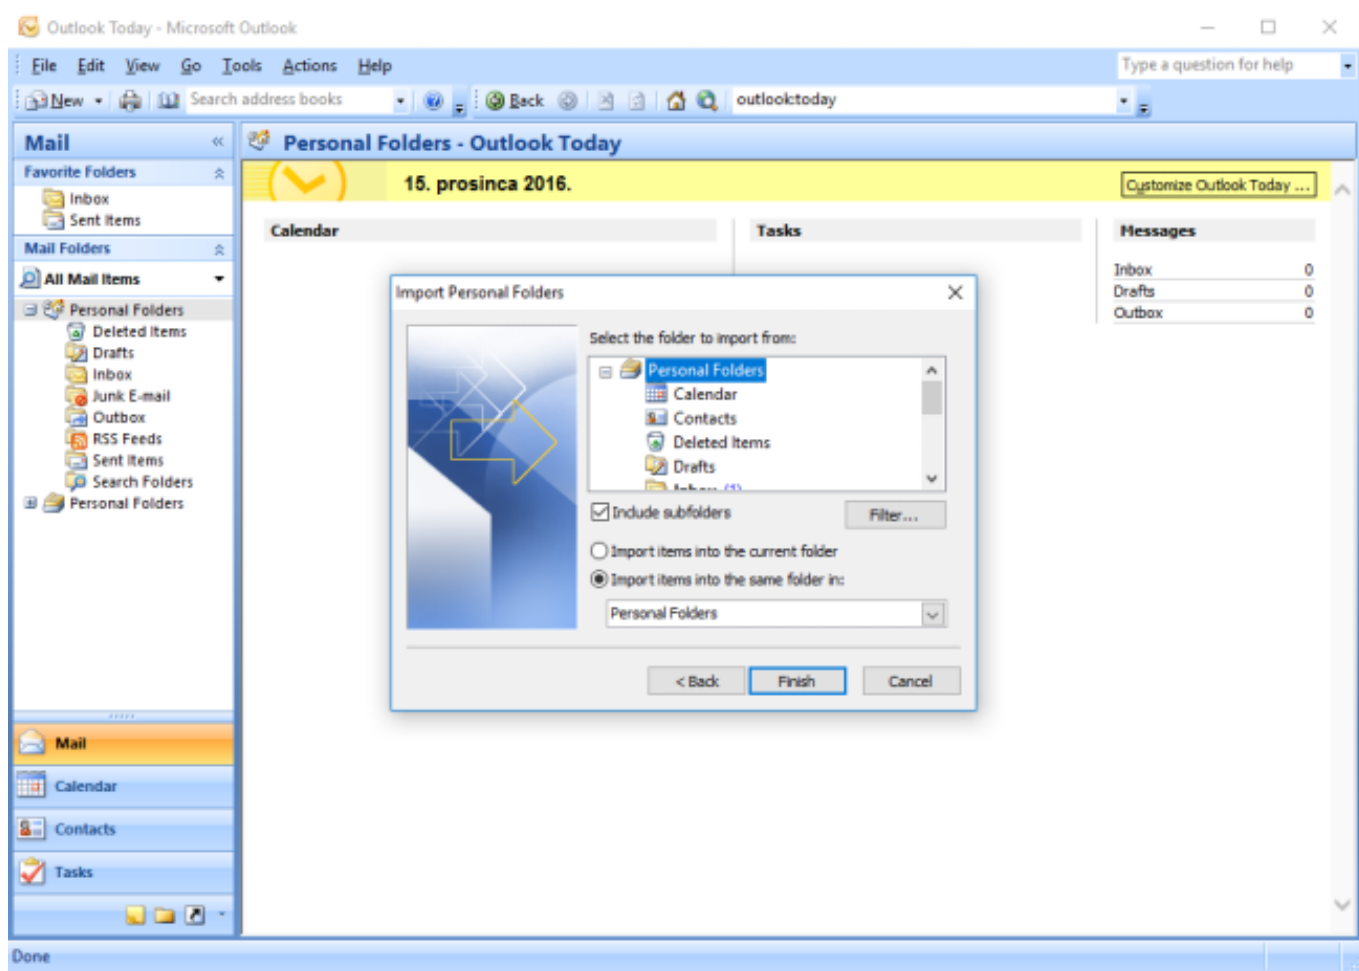 Outlook Today - Microsoft Outlook
File Edit View Go Tools Actions Help
Type a question for help
New
Search address books
Back
outlook:today
Mail
Personal Folders - Outlook Today
Favorite Folders
Inbox
Sent Items
Mail Folders
All Mail Items
Personal Folders
Deleted Items
Drafts
Inbox
Junk E-mail
Outbox
RSS Feeds
Sent Items
Search Folders
Personal Folders
15. prosinca 2016.
Customize Outlook Today ...
Calendar
Tasks
Messages
Inbox 0
Drafts 0
Outbox 0
Import Personal Folders
Select the folder to import from:
Personal Folders
Calendar
Contacts
Deleted Items
Drafts
Inbox (1)
Include subfolders
Filter...
Import items into the current folder
Import items into the same folder in:
Personal Folders
< Back
Finish
Cancel
Mail
Calendar
Contacts
Tasks
Done